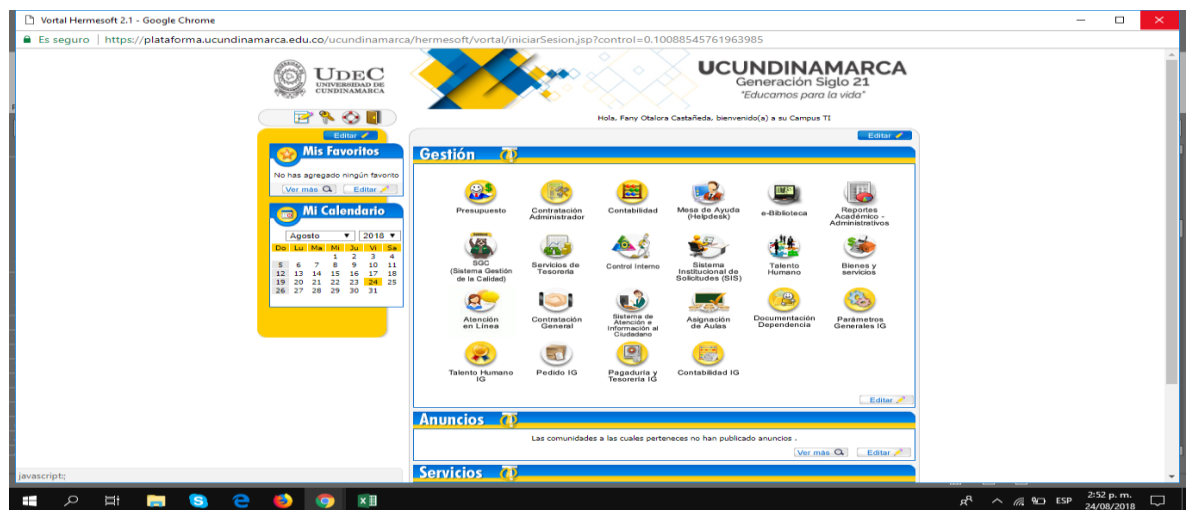 Vortal Hermesoft 2.1 - Google Chrome
Es seguro | https://plataforma.ucundinamarca.edu.co/ucundinamarca/hermesoft/vortal/iniciarSesion.jsp?control=0.10088545761963985
UDEC
UNIVERSIDAD DE
CUNDINAMARCA
UCUNDINAMARCA
Generación Siglo 21
"Educamos para la vida"
Hola, Fany Otalora Castañeda, bienvenido(a) a su Campus TI
Editar
Mis Favoritos
No has agregado ningún favorito
Ver más Editar
Mi Calendario
Agosto 2018
Do Lu Ma Mi Ju Vi Sa
1 2 3 4
5 6 7 8 9 10 11
12 13 14 15 16 17 18
19 20 21 22 23 24 25
26 27 28 29 30 31
Editar
Gestión
Presupuesto
Contratación
Administrador
Contabilidad
Mesa de Ayuda
(Helpdesk)
e-Biblioteca
Reportes
Académico -
Administrativos
SGC
(Sistema Gestión
de la Calidad)
Servicios de
Tesorería
Control Interno
Sistema
Institucional de
Solicitudes (SIS)
Talento
Humano
Bienes y
servicios
Atención
en Línea
Contratación
General
Sistema de
Atención e
Información al
Ciudadano
Asignación
de Aulas
Documentación
Dependencia
Parámetros
Generales IG
Talento Humano
IG
Pedido IG
Pagaduría y
Tesorería IG
Contabilidad IG
Editar
Anuncios
Las comunidades a las cuales perteneces no han publicado anuncios .
Ver más Editar
Servicios
javascript:;
ESP
2:52 p. m.
24/08/2018